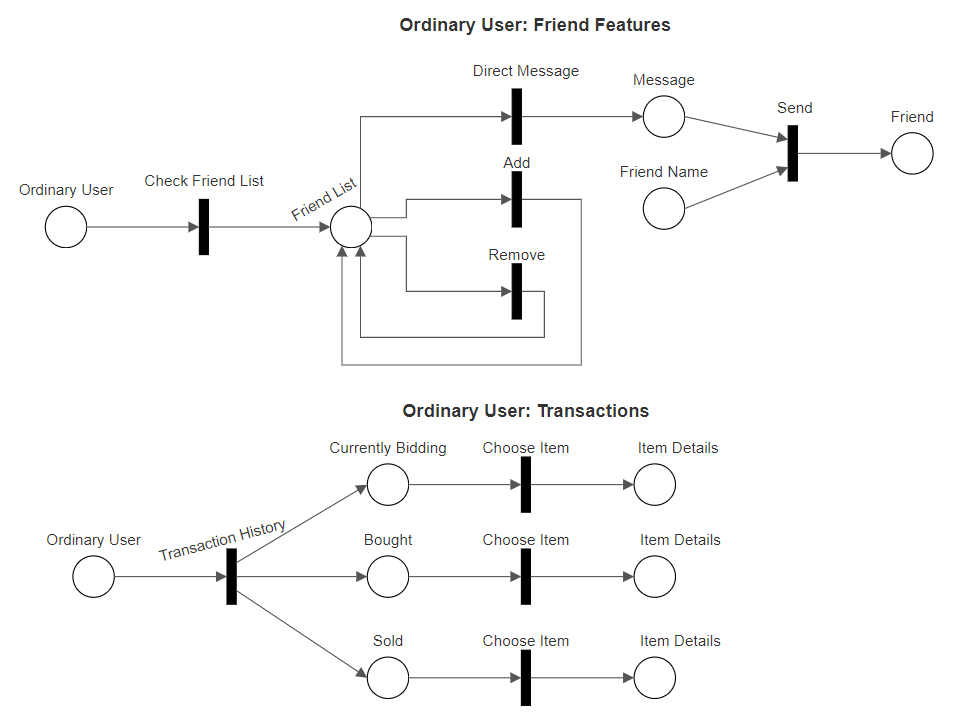 Ordinary User: Friend Features
Direct Message
Message
Send
Friend
Add
Friend Name
Check Friend List
Ordinary User
Friend List
Remove
Ordinary User: Transactions
Currently Bidding
Choose Item
Item Details
Ordinary User
Transaction History
Bought
Choose Item
Item Details
Sold
Choose Item
Item Details